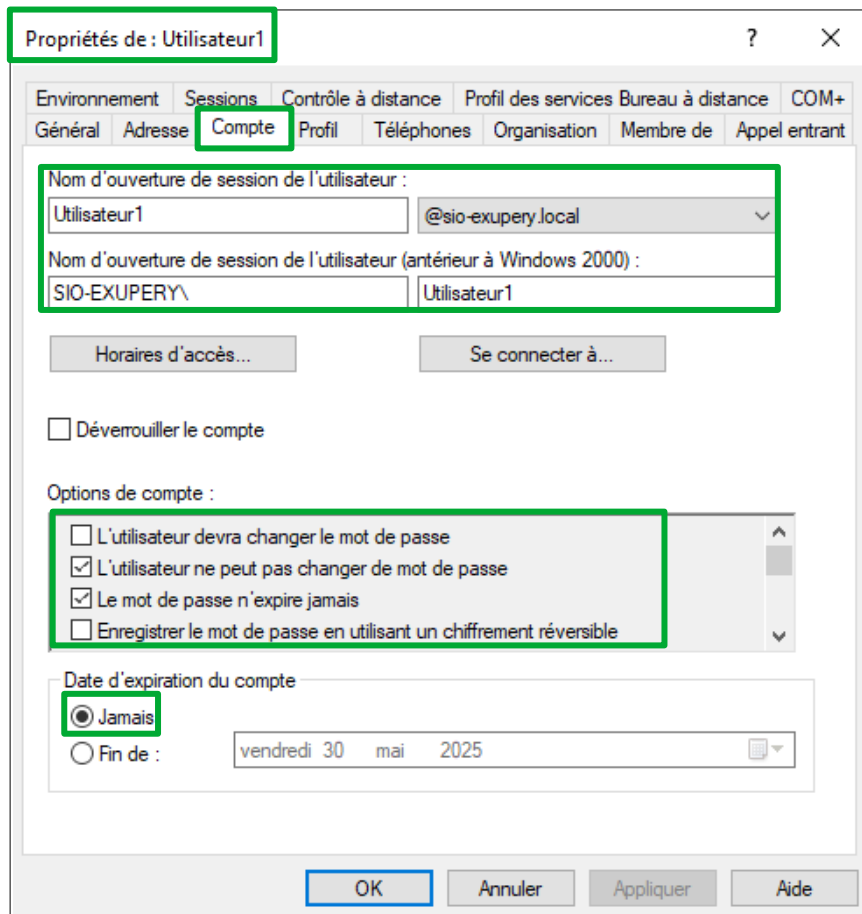 Propriétés de : Utilisateur1 ? ×
Environnement Sessions Contrôle à distance Profil des services Bureau à distance COM+
Général Adresse Compte Profil Téléphones Organisation Membre de Appel entrant
Nom d'ouverture de session de l'utilisateur :
Utilisateur1 @sio-exupery.local
Nom d'ouverture de session de l'utilisateur (antérieur à Windows 2000) :
SIO-EXUPERY\ Utilisateur1
Horaires d'accès... Se connecter à...
Déverrouiller le compte
Options de compte :
L'utilisateur devra changer le mot de passe
L'utilisateur ne peut pas changer de mot de passe
Le mot de passe n'expire jamais
Enregistrer le mot de passe en utilisant un chiffrement réversible
Date d'expiration du compte
Jamais
Fin de : vendredi 30 mai 2025
OK Annuler Appliquer Aide